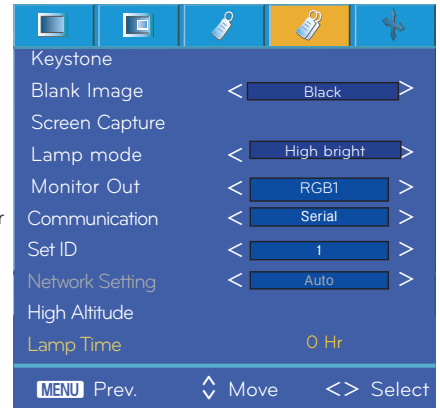 Keystone
Blank Image < Black >
Screen Capture
Lamp mode < High bright >
Monitor Out < RGB1 >
r
Communication < Serial >
Set ID < 1 >
Network Setting < Auto >
High Altitude
Lamp Time 0 Hr
MENU Prev. Move <> Select